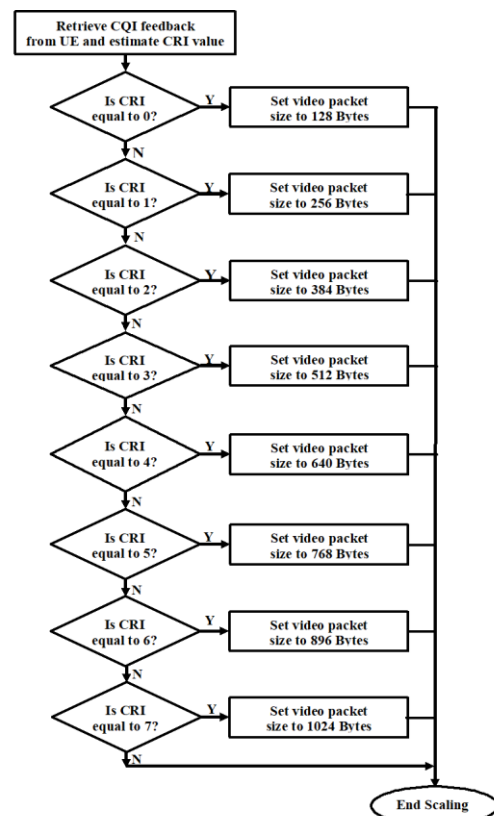 Retrieve CQI feedback
from UE and estimate CRI value
Is CRI
equal to 0?
Y
Set video packet
size to 128 Bytes
N
Is CRI
equal to 1?
Y
Set video packet
size to 256 Bytes
N
Is CRI
equal to 2?
Y
Set video packet
size to 384 Bytes
N
Is CRI
equal to 3?
Y
Set video packet
size to 512 Bytes
N
Is CRI
equal to 4?
Y
Set video packet
size to 640 Bytes
N
Is CRI
equal to 5?
Y
Set video packet
size to 768 Bytes
N
Is CRI
equal to 6?
Y
Set video packet
size to 896 Bytes
N
Is CRI
equal to 7?
Y
Set video packet
size to 1024 Bytes
N
End Scaling